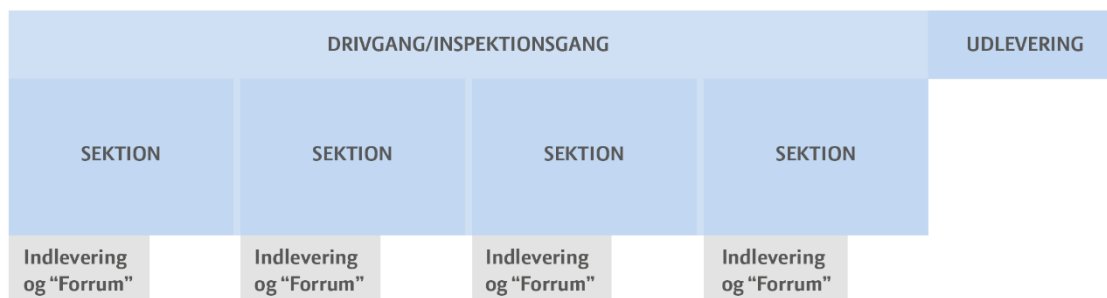 DRIVGANG/INSPEKTIONSGANG
UDLEVERING
SEKTION
SEKTION
SEKTION
SEKTION
Indlevering
og “Forrum”
Indlevering
og “Forrum”
Indlevering
og “Forrum”
Indlevering
og “Forrum”